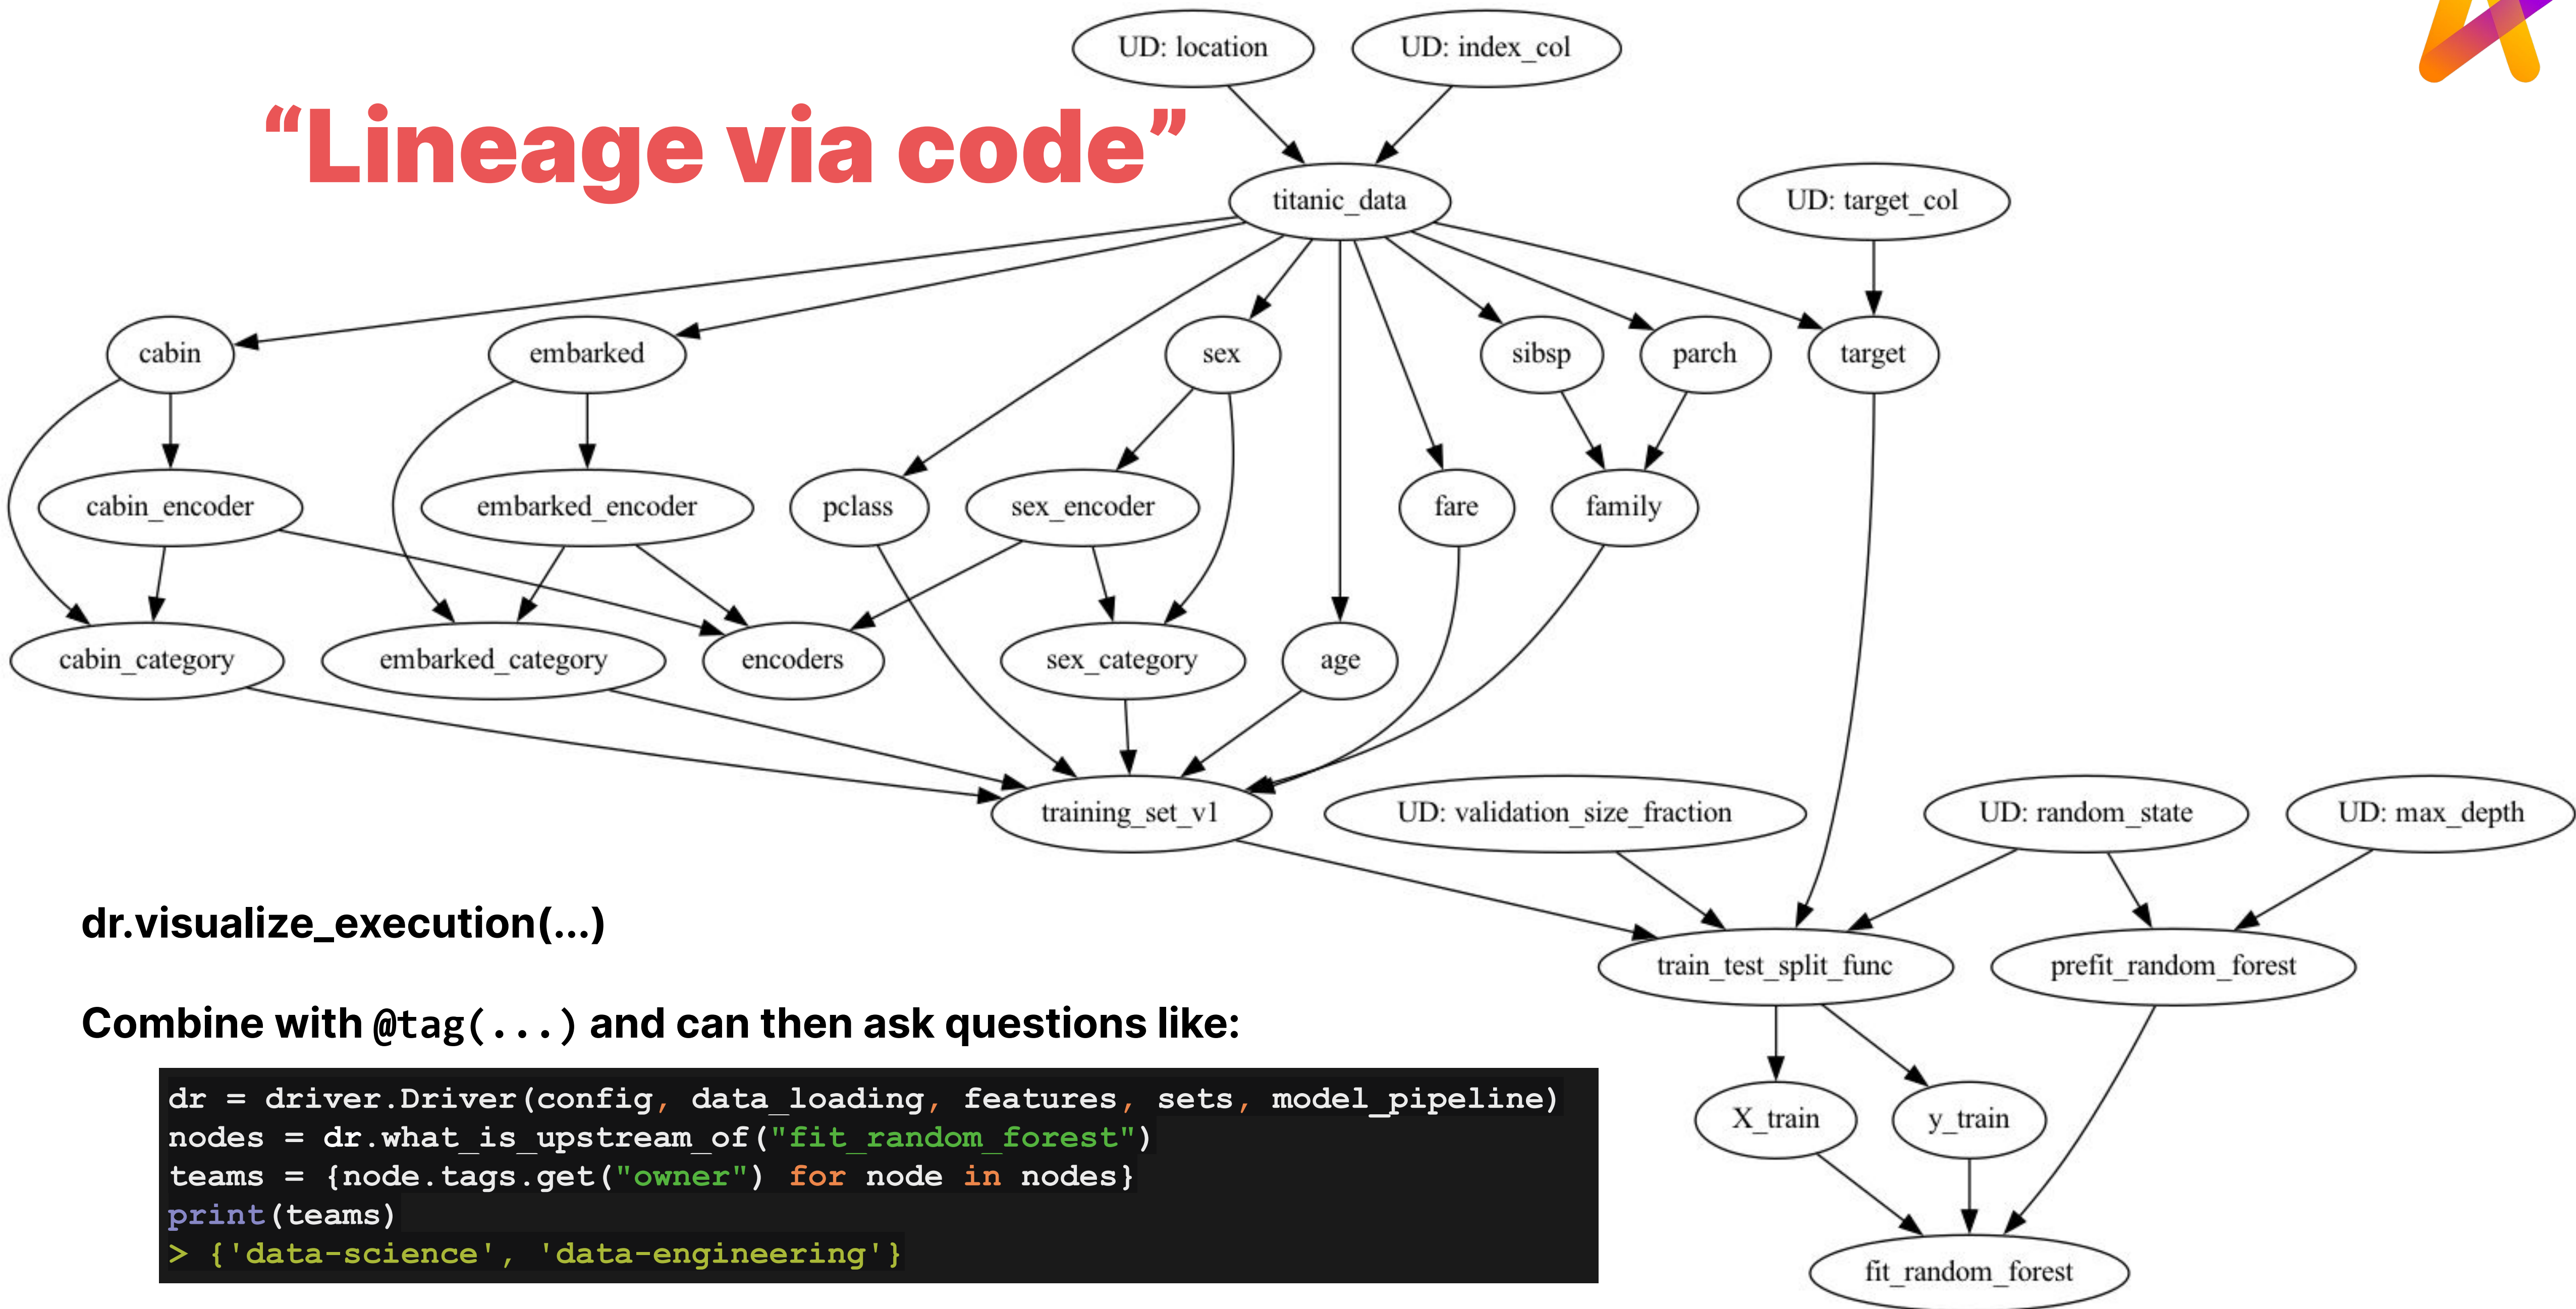 UD: location
UD: index_col
“Lineage via code”
titanic_data
UD: target_col
cabin
embarked
sex
sibsp
parch
target
cabin_encoder
embarked_encoder
pclass
sex_encoder
fare
family
cabin_category
embarked_category
encoders
sex_category
age
training_set_v1
UD: validation_size_fraction
UD: random_state
UD: max_depth
dr.visualize_execution(...)
train_test_split_func
prefit_random_forest
Combine with @tag(...) and can then ask questions like:
dr = driver.Driver(config, data_loading, features, sets, model_pipeline)
nodes = dr.what_is_upstream_of("fit_random_forest")
teams = {node.tags.get("owner") for node in nodes}
print(teams)
> {'data-science', 'data-engineering'}
X_train
y_train
fit_random_forest